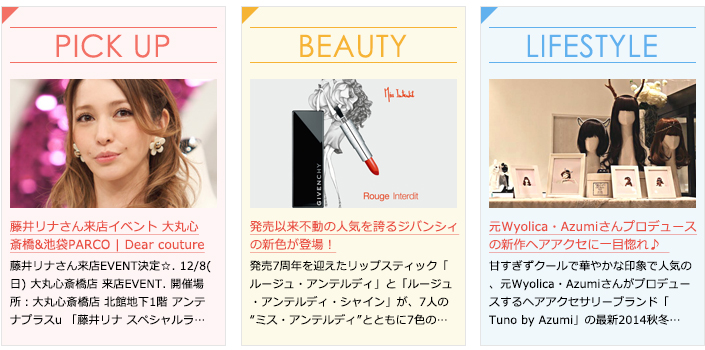 PICK UP
藤井リナさん来店イベント 大丸心
斎橋&池袋PARCO | Dear couture
藤井リナさん来店EVENT決定☆. 12/8(
日) 大丸心斎橋店 来店EVENT. 開催場
所：大丸心斎橋店 北館地下1階 アンテ
ナプラスu 「藤井リナ スペシャルラ…
BEAUTY
GIVENCHY
Rouge Interdit
発売以来不動の人気を誇るジバンシィ
の新色が登場！
発売7周年を迎えたリップスティック「
ルージュ・アンテルディ」と「ルージュ
・アンテルディ・シャイン」が、7人の
“ミス・アンテルディ”とともに7色の…
LIFESTYLE
元Wyolica・Azumiさんプロデュース
の新作ヘアアクセに一目惚れ♪
甘すぎずクールで華やかな印象で人気の
、元Wyolica・Azumiさんがプロデュー
スするヘアアクセサリーブランド「
Tuno by Azumi」の最新2014秋冬…